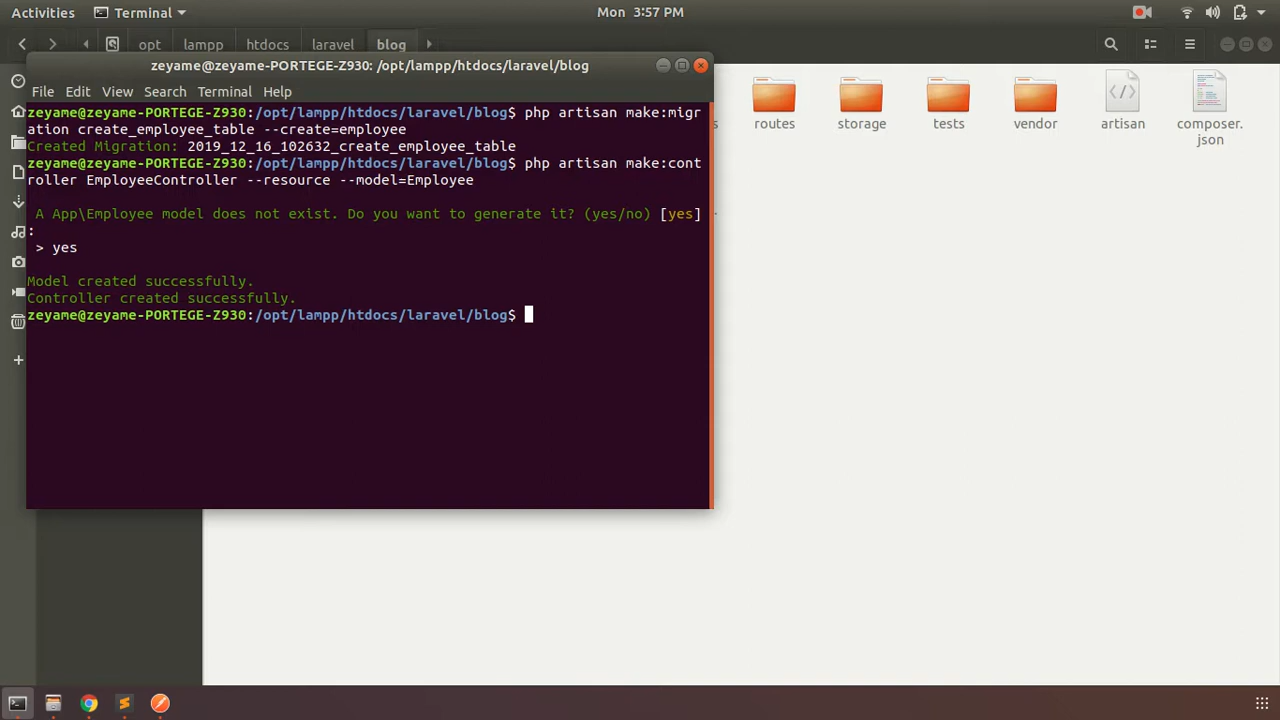 Activities Terminal Mon 3:57 PM
opt lampp htdocs laravel blog
zeyame@zeyame-PORTEGE-Z930: /opt/lampp/htdocs/laravel/blog
File Edit View Search Terminal Help
zeyame@zeyame-PORTEGE-Z930:/opt/lampp/htdocs/laravel/blog$ php artisan make:migr
ation create_employee_table --create=employee
Created Migration: 2019_12_16_102632_create_employee_table
zeyame@zeyame-PORTEGE-Z930:/opt/lampp/htdocs/laravel/blog$ php artisan make:cont
roller EmployeeController --resource --model=Employee
A App\Employee model does not exist. Do you want to generate it? (yes/no) [yes]
:
> yes
Model created successfully.
Controller created successfully.
zeyame@zeyame-PORTEGE-Z930:/opt/lampp/htdocs/laravel/blog$
s routes storage tests vendor artisan composer.
json